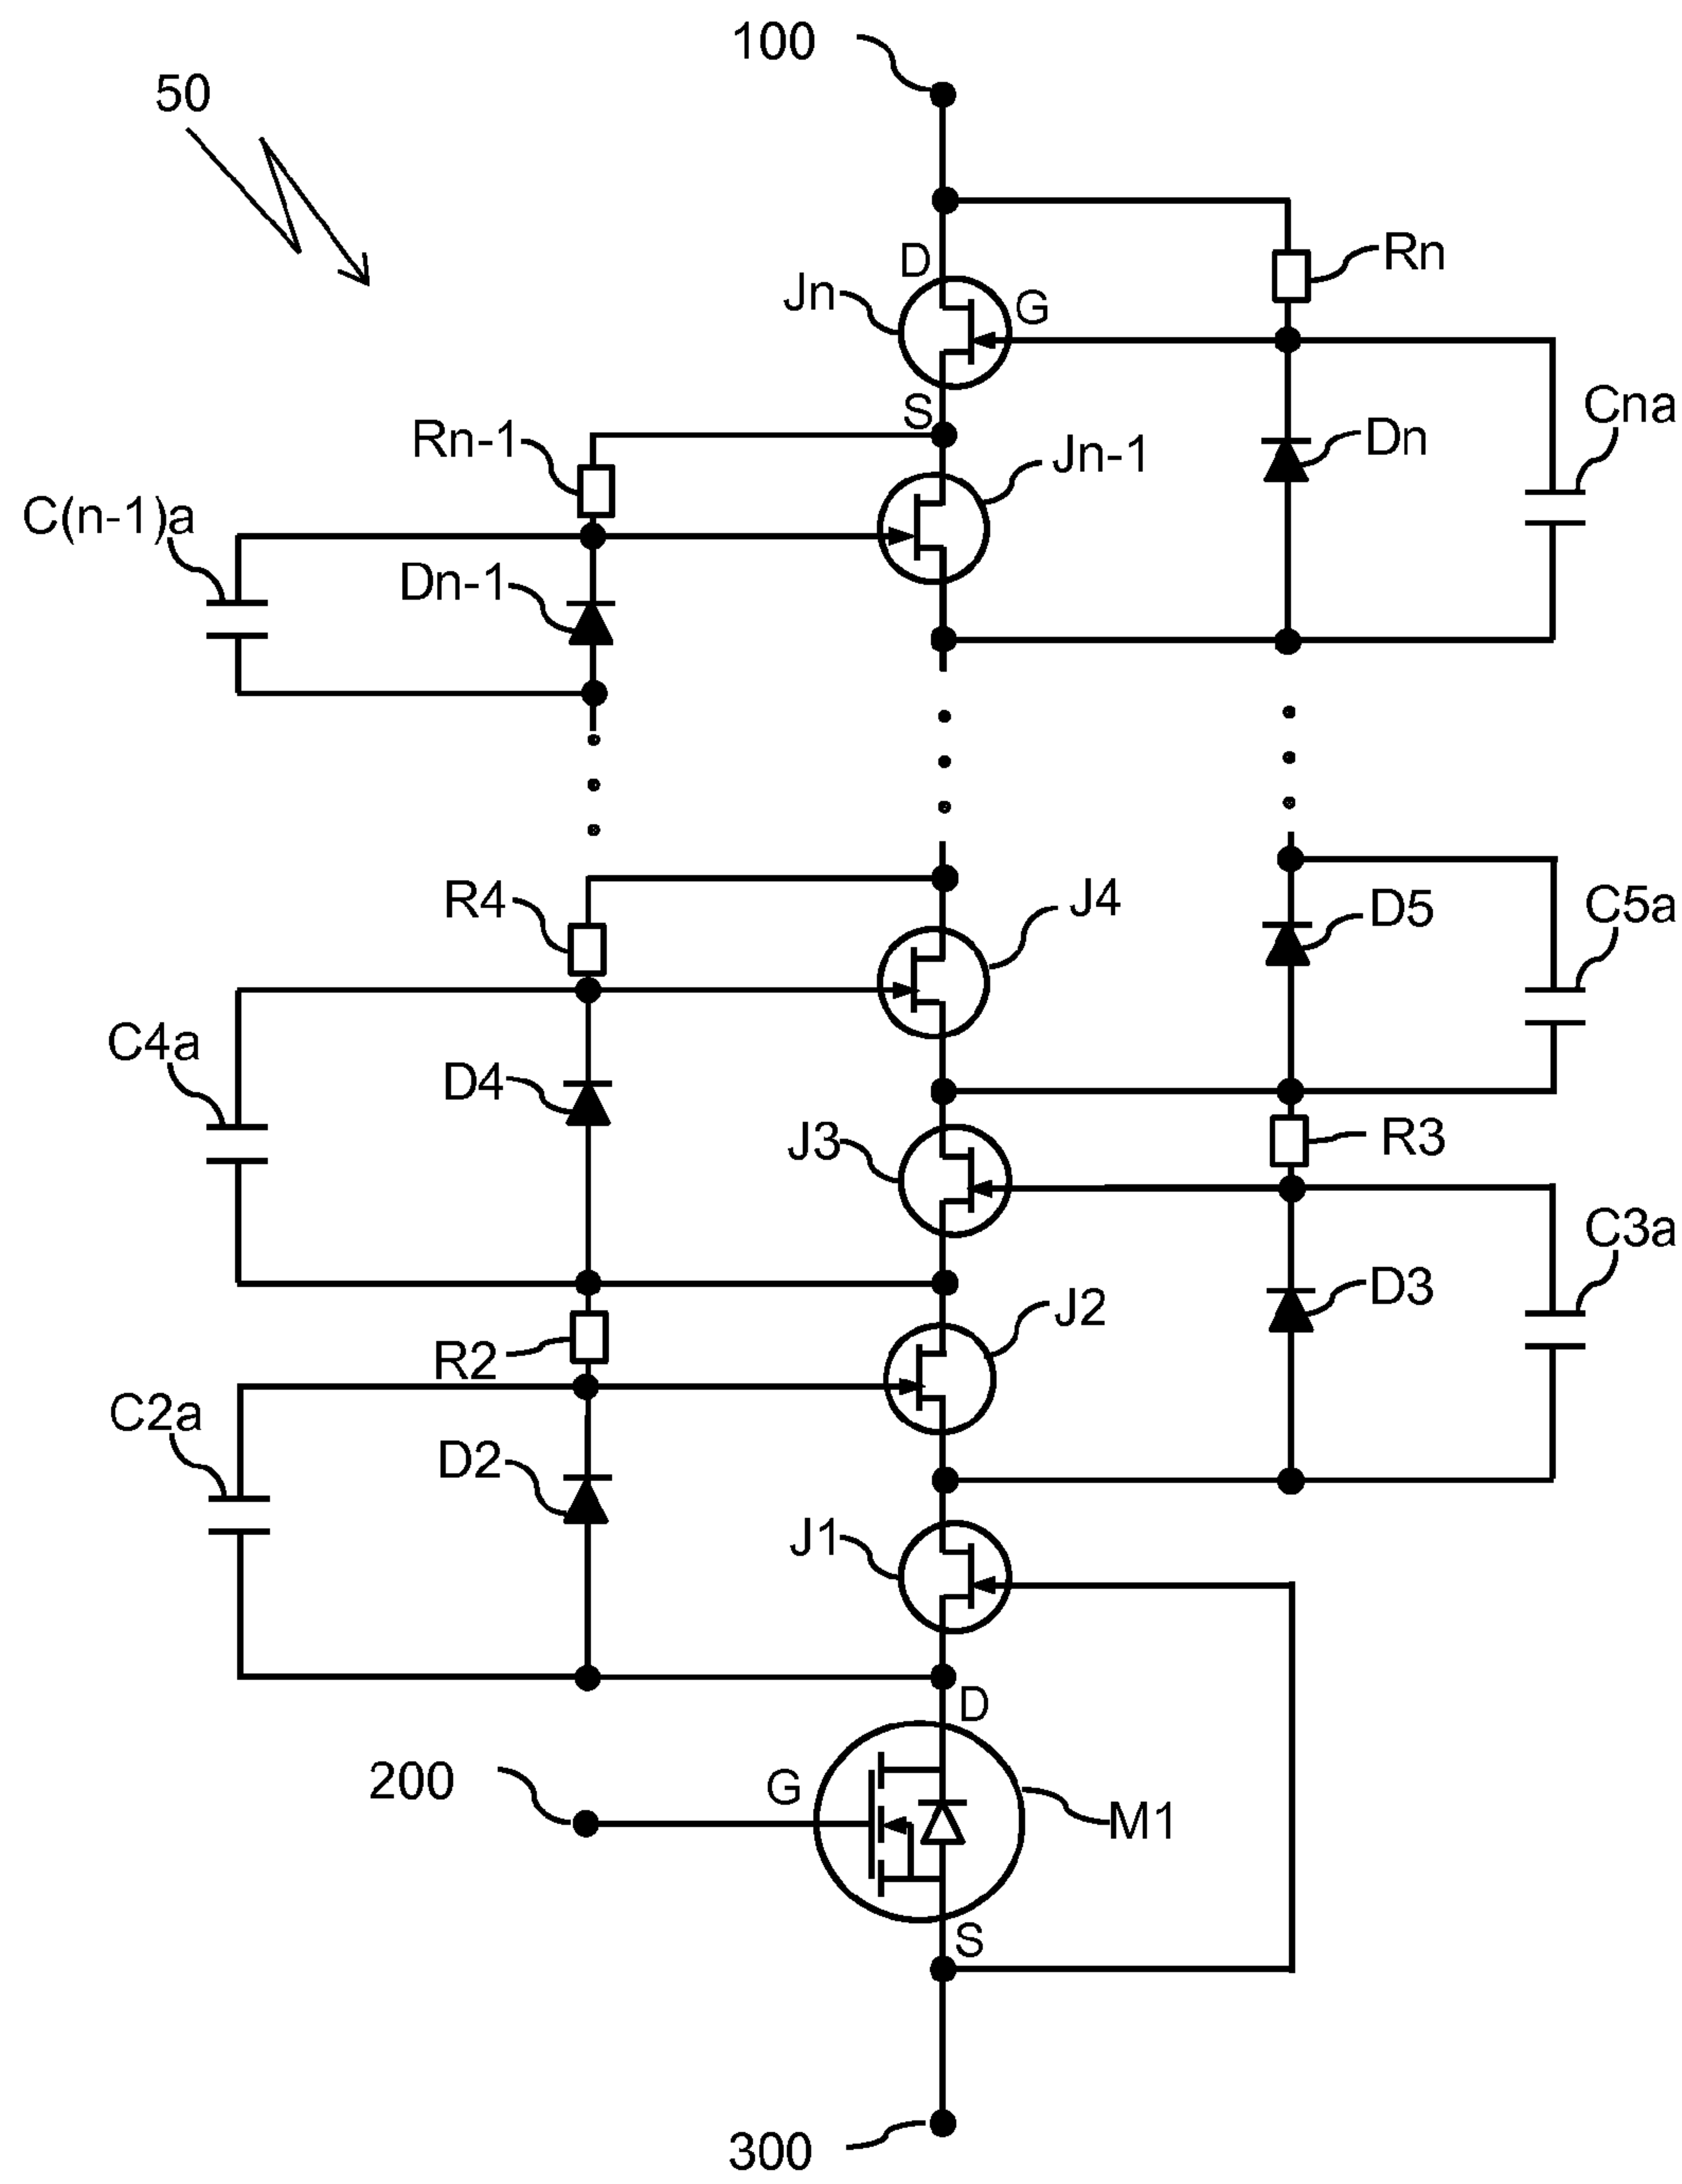 100
50
D
Rn
Jn
G
S
Cna
Rn-1
Dn
Jn-1
C(n-1)a
Dn-1
R4
J4
D5
C5a
C4a
D4
J3
R3
C3a
D3
J2
R2
C2a
D2
J1
D
200
G
M1
S
300